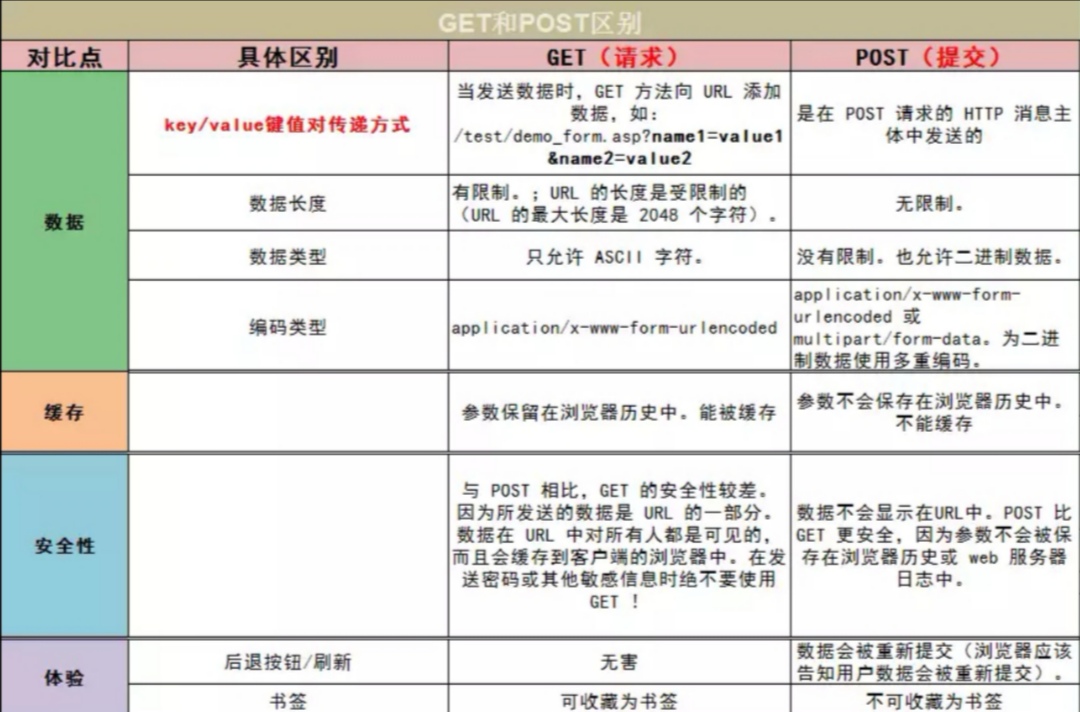 GET和POST区别
对比点
具体区别
GET（请求）
POST（提交）
数据
key/value键值对传递方式
当发送数据时，GET 方法向 URL 添加
数据，如：
/test/demo_form.asp?name1=value1
&name2=value2
是在 POST 请求的 HTTP 消息主
体中发送的
数据长度
有限制。；URL 的长度是受限制的
（URL 的最大长度是 2048 个字符）。
无限制。
数据类型
只允许 ASCII 字符。
没有限制。也允许二进制数据。
编码类型
application/x-www-form-urlencoded
application/x-www-form-
urlencoded 或
multipart/form-data。为二进
制数据使用多重编码。
缓存
参数保留在浏览器历史中。能被缓存
参数不会保存在浏览器历史中。
不能缓存
安全性
与 POST 相比，GET 的安全性较差。
因为所发送的数据是 URL 的一部分。
数据在 URL 中对所有人都是可见的，
而且会缓存到客户端的浏览器中。在发
送密码或其他敏感信息时绝不要使用
GET ！
数据不会显示在URL中。POST 比
GET 更安全，因为参数不会被保
存在浏览器历史或 web 服务器
日志中。
体验
后退按钮/刷新
无害
数据会被重新提交（浏览器应该
告知用户数据会被重新提交）。
书签
可收藏为书签
不可收藏为书签